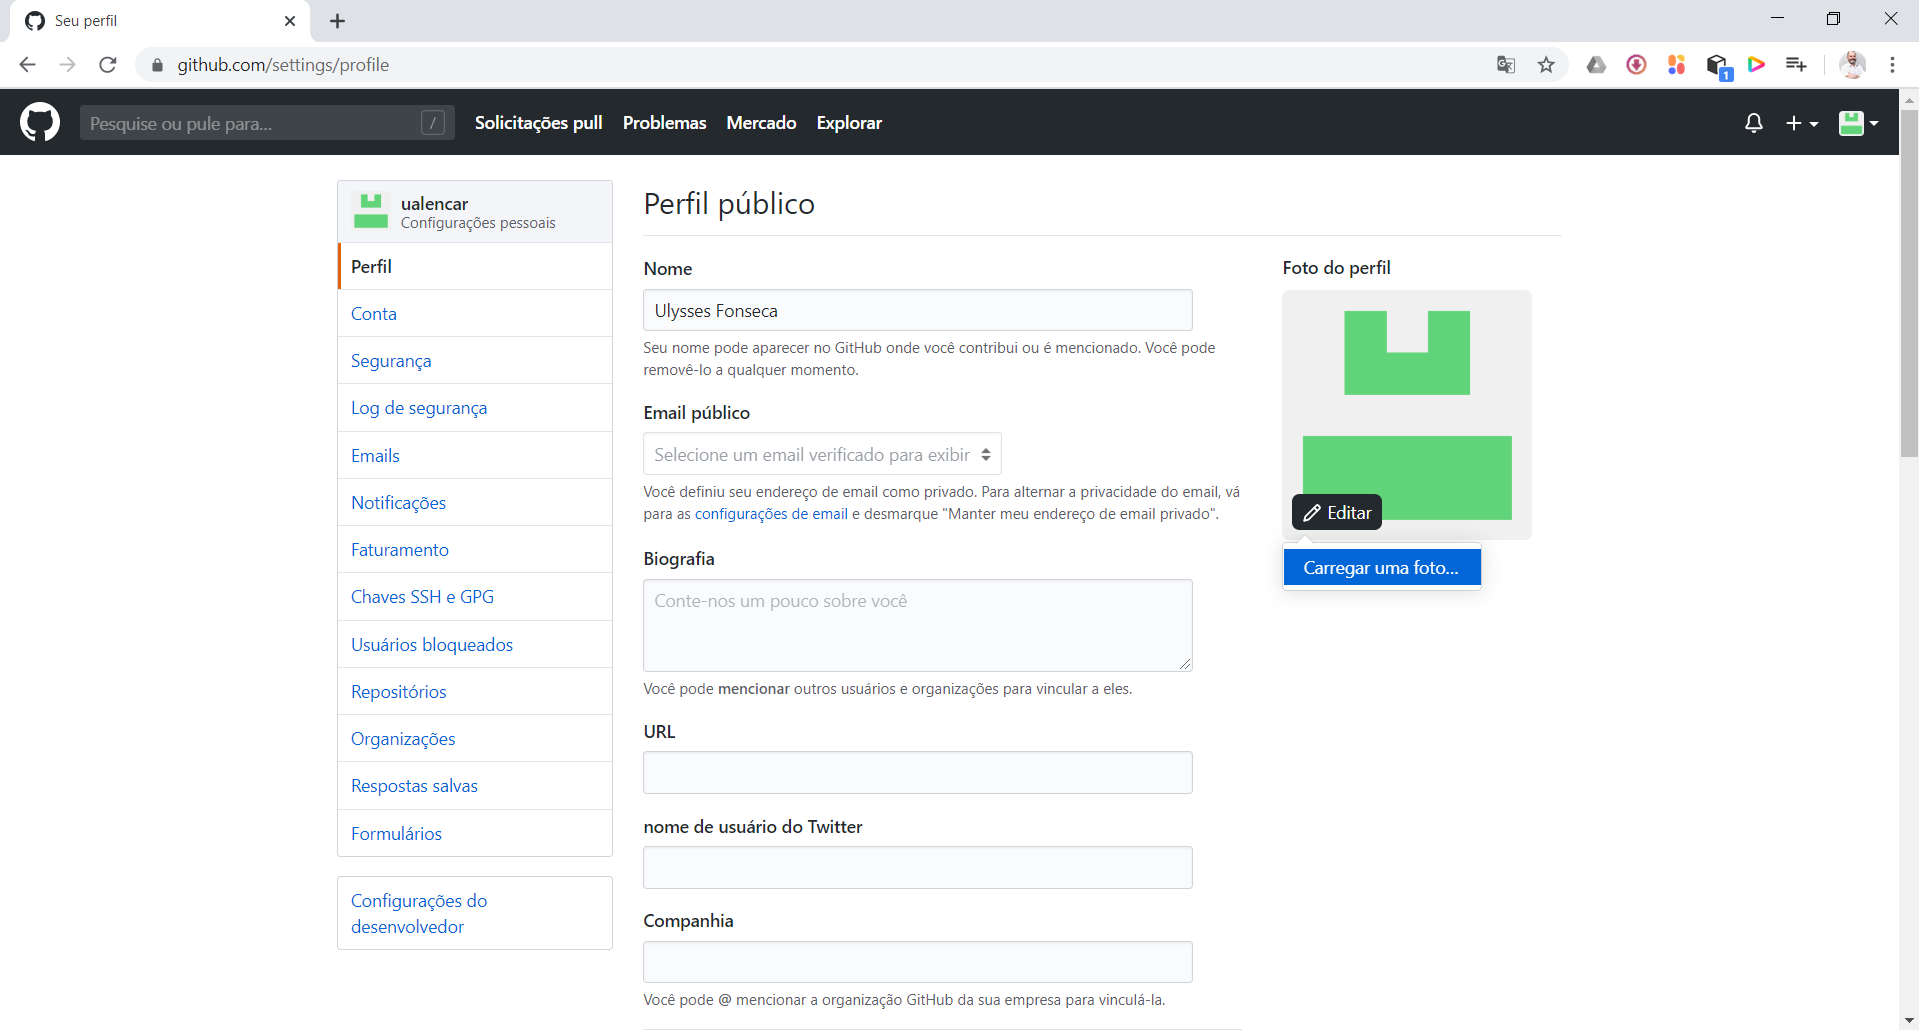 Seu perfil
github.com/settings/profile
1
Pesquise ou pule para...
/
Solicitações pull
Problemas
Mercado
Explorar
ualencar
Configurações pessoais
Perfil
Conta
Segurança
Log de segurança
Emails
Notificações
Faturamento
Chaves SSH e GPG
Usuários bloqueados
Repositórios
Organizações
Respostas salvas
Formulários
Configurações do
desenvolvedor
Perfil público
Nome
Ulysses Fonseca
Seu nome pode aparecer no GitHub onde você contribui ou é mencionado. Você pode
removê-lo a qualquer momento.
Email público
Selecione um email verificado para exibir
Você definiu seu endereço de email como privado. Para alternar a privacidade do email, vá
para as configurações de email e desmarque "Manter meu endereço de email privado".
Biografia
Conte-nos um pouco sobre você
Você pode mencionar outros usuários e organizações para vincular a eles.
URL
nome de usuário do Twitter
Companhia
Você pode @ mencionar a organização GitHub da sua empresa para vinculá-la.
Foto do perfil
Editar
Carregar uma foto...